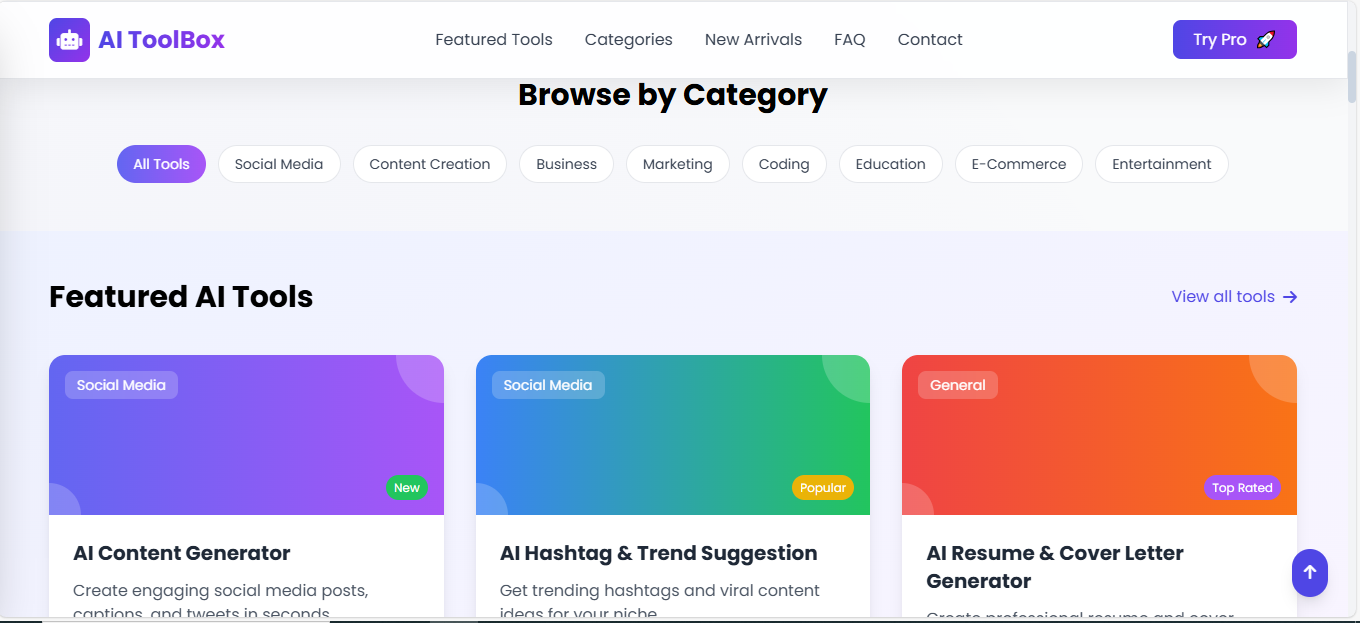 AI ToolBox
Featured Tools
Categories
New Arrivals
FAQ
Contact
Try Pro 🚀
Browse by Category
All Tools
Social Media
Content Creation
Business
Marketing
Coding
Education
E-Commerce
Entertainment
Featured AI Tools
View all tools →
Social Media
New
AI Content Generator
Create engaging social media posts,
captions, and tweets in seconds.
Social Media
Popular
AI Hashtag & Trend Suggestion
Get trending hashtags and viral content
ideas for your niche.
General
Top Rated
AI Resume & Cover Letter
Generator
Create professional resume and cover